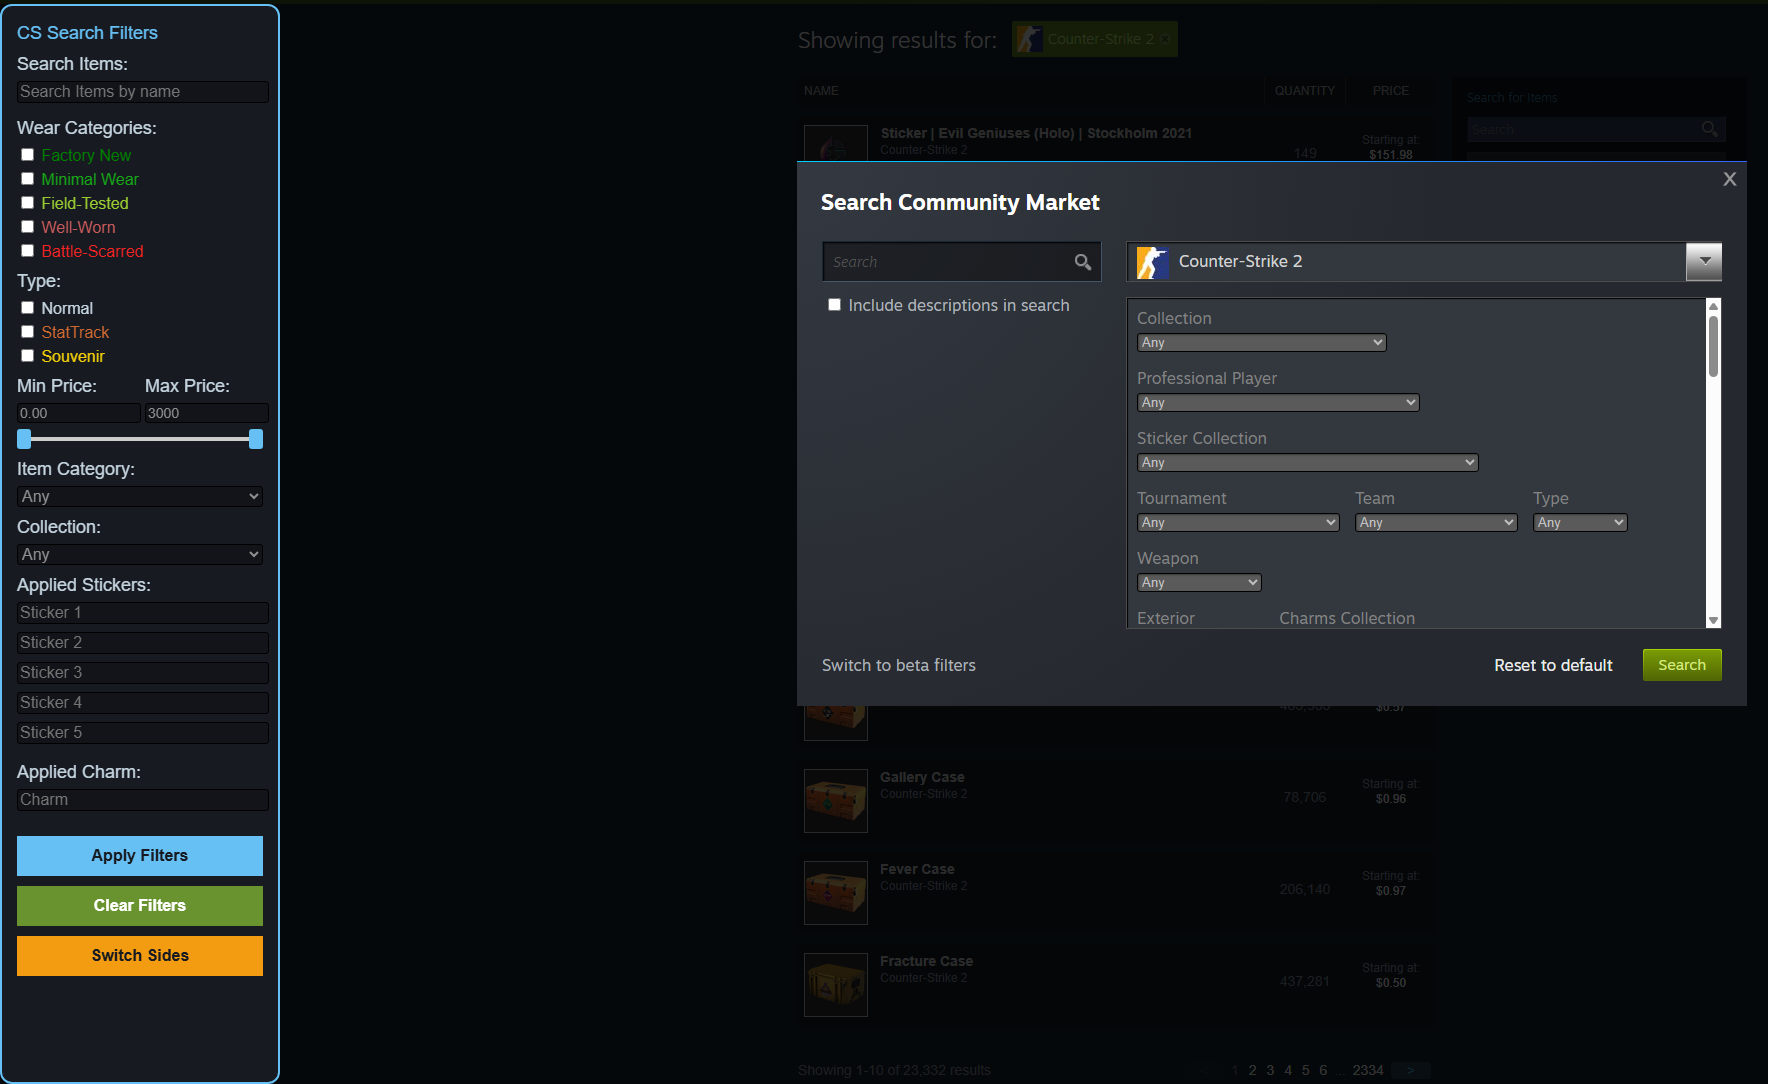 CS Search Filters
Search Items:
Search Items by name
Wear Categories:
Factory New
Minimal Wear
Field-Tested
Well-Worn
Battle-Scarred
Type:
Normal
StatTrack
Souvenir
Min Price: Max Price:
0.00 3000
Item Category:
Any
Collection:
Any
Applied Stickers:
Sticker 1
Sticker 2
Sticker 3
Sticker 4
Sticker 5
Applied Charm:
Charm
Apply Filters
Clear Filters
Switch Sides
Showing results for: Counter-Strike 2
NAME QUANTITY PRICE
Search for Items
Search
Sticker | Evil Geniuses (Holo) | Stockholm 2021
Counter-Strike 2
149
Starting at:
$151.98
X
Search Community Market
Search
Counter-Strike 2
Include descriptions in search
Collection
Any
Professional Player
Any
Sticker Collection
Any
Tournament Team Type
Any Any Any
Weapon
Any
Exterior Charms Collection
Switch to beta filters
Reset to default
Search
Gallery Case
Counter-Strike 2
78,706
Starting at:
$0.96
Fever Case
Counter-Strike 2
206,140
Starting at:
$0.97
Fracture Case
Counter-Strike 2
437,281
Starting at:
$0.50
Showing 1-10 of 23,332 results
< 1 2 3 4 5 6 ... 2334 >